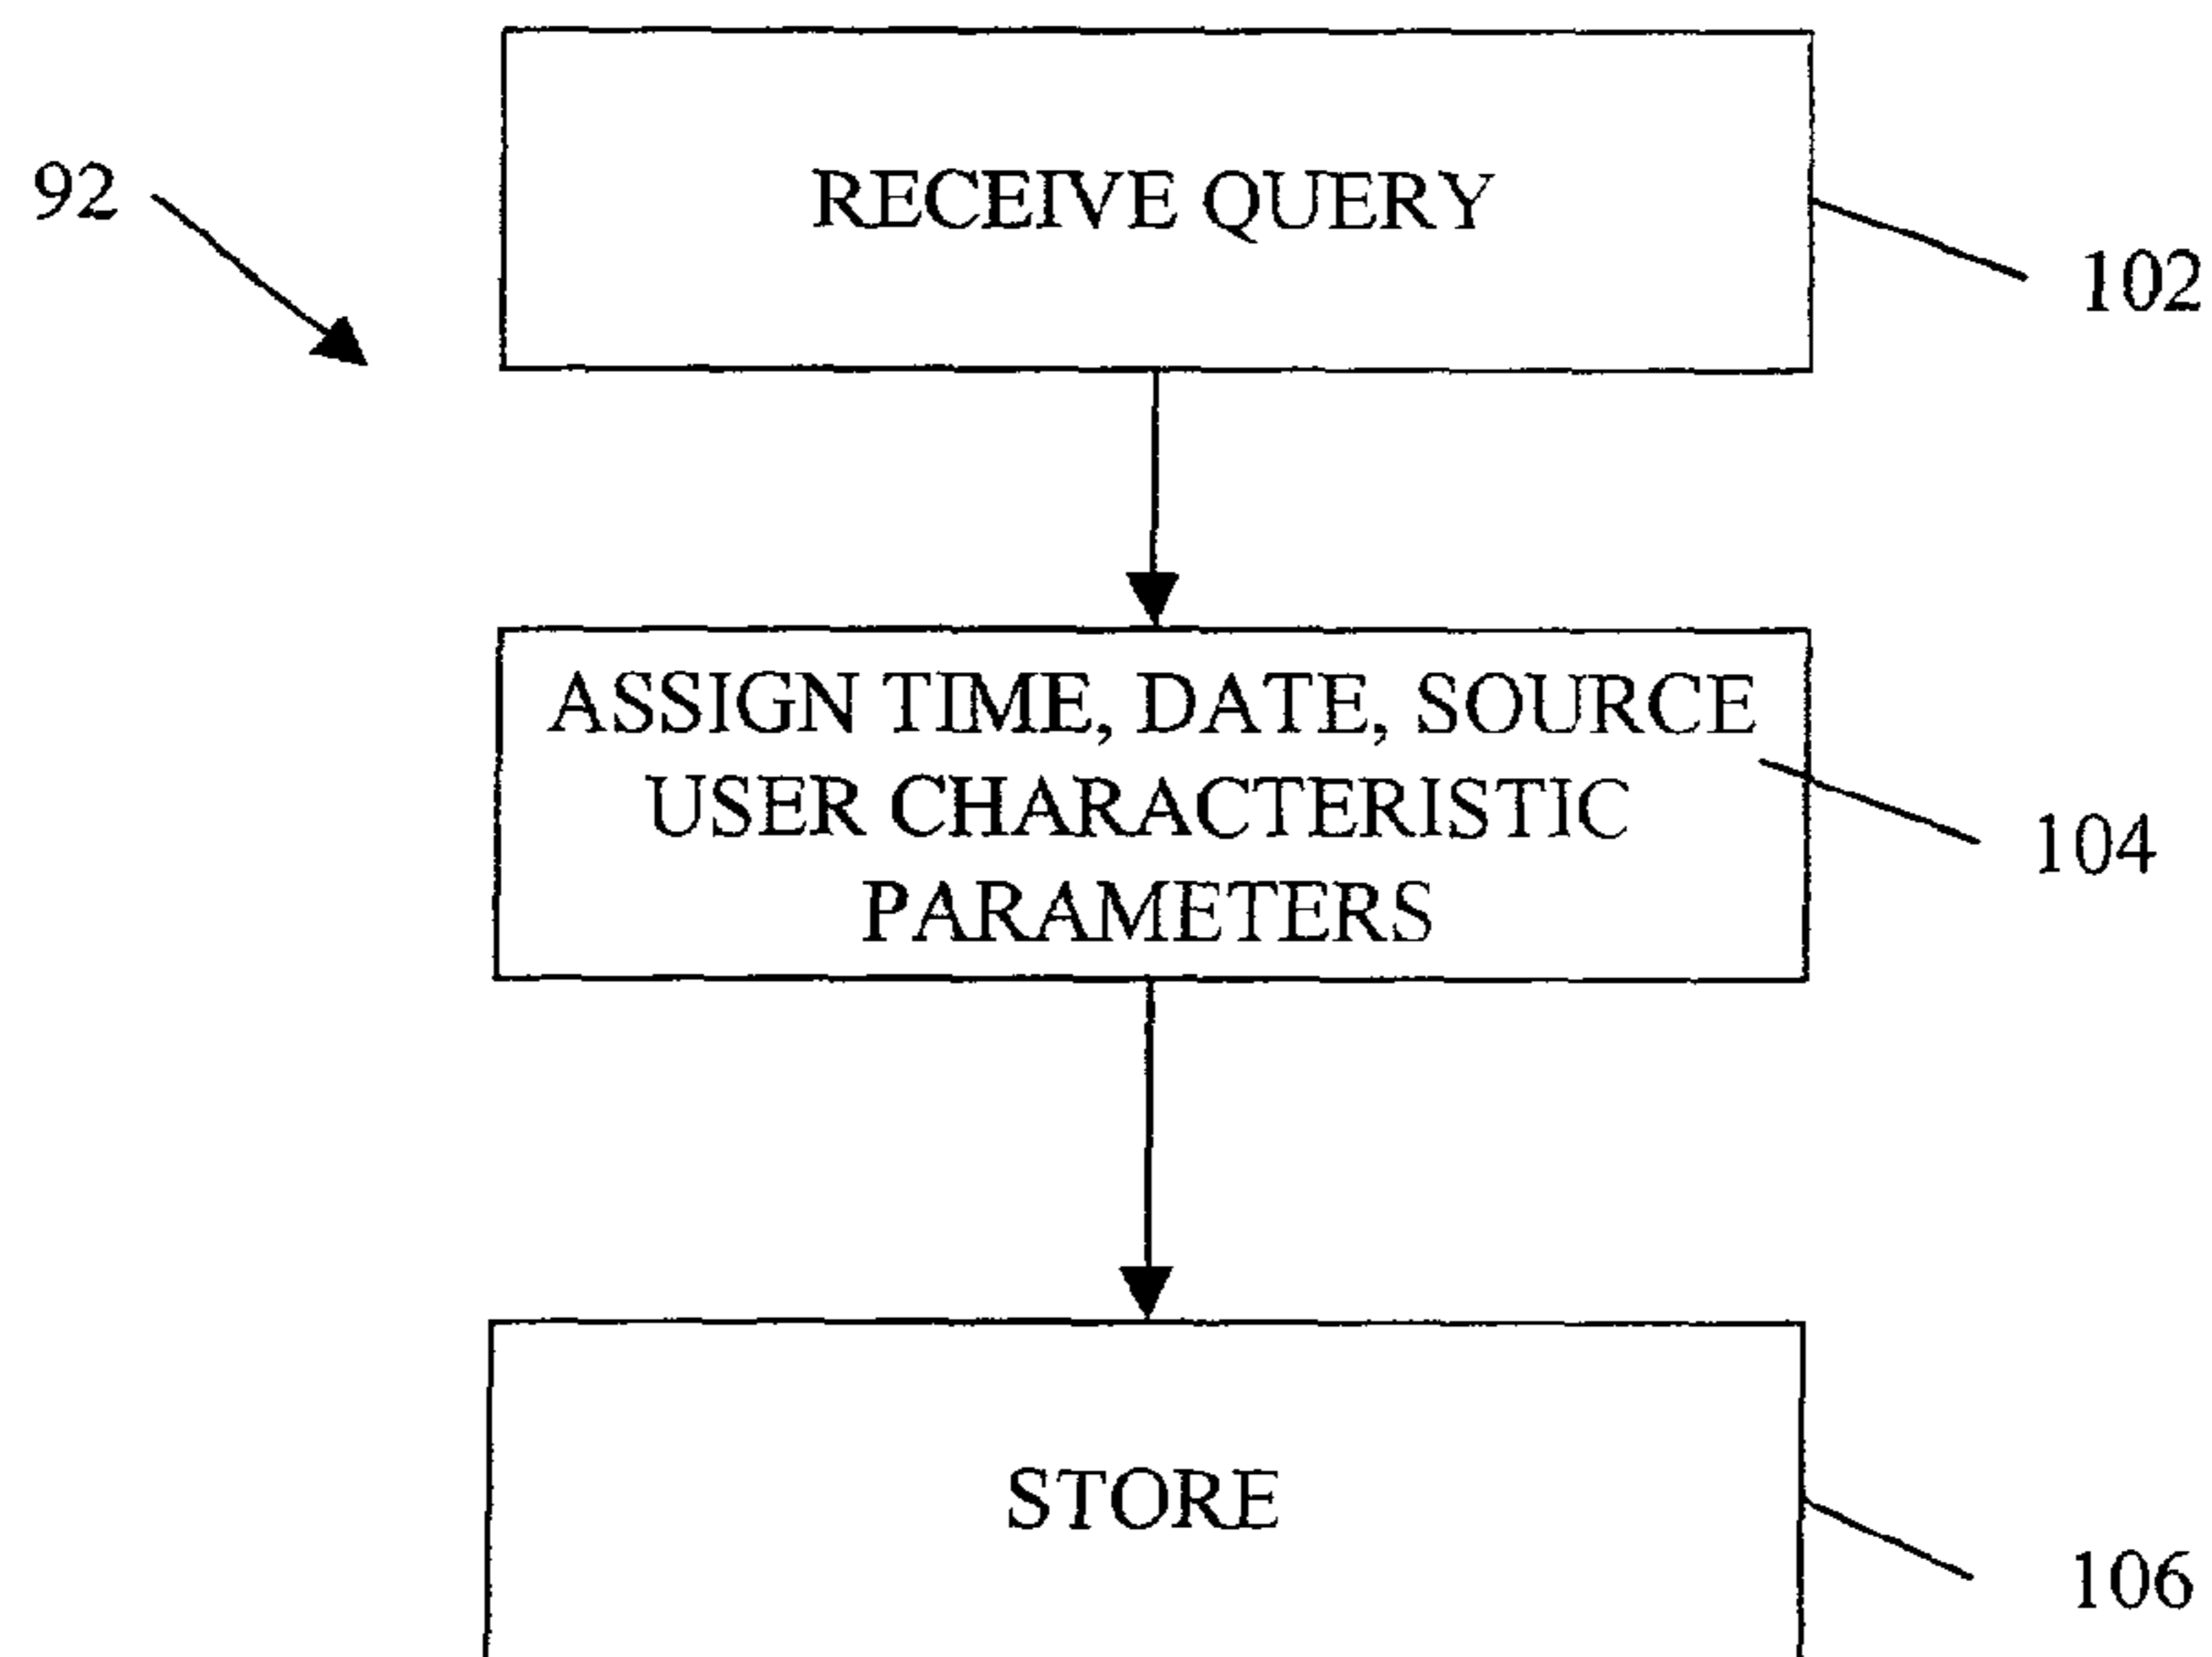 RECEIVE QUERY
92
102
ASSIGN TIME, DATE, SOURCE
USER CHARACTERISTIC
PARAMETERS
104
STORE
106